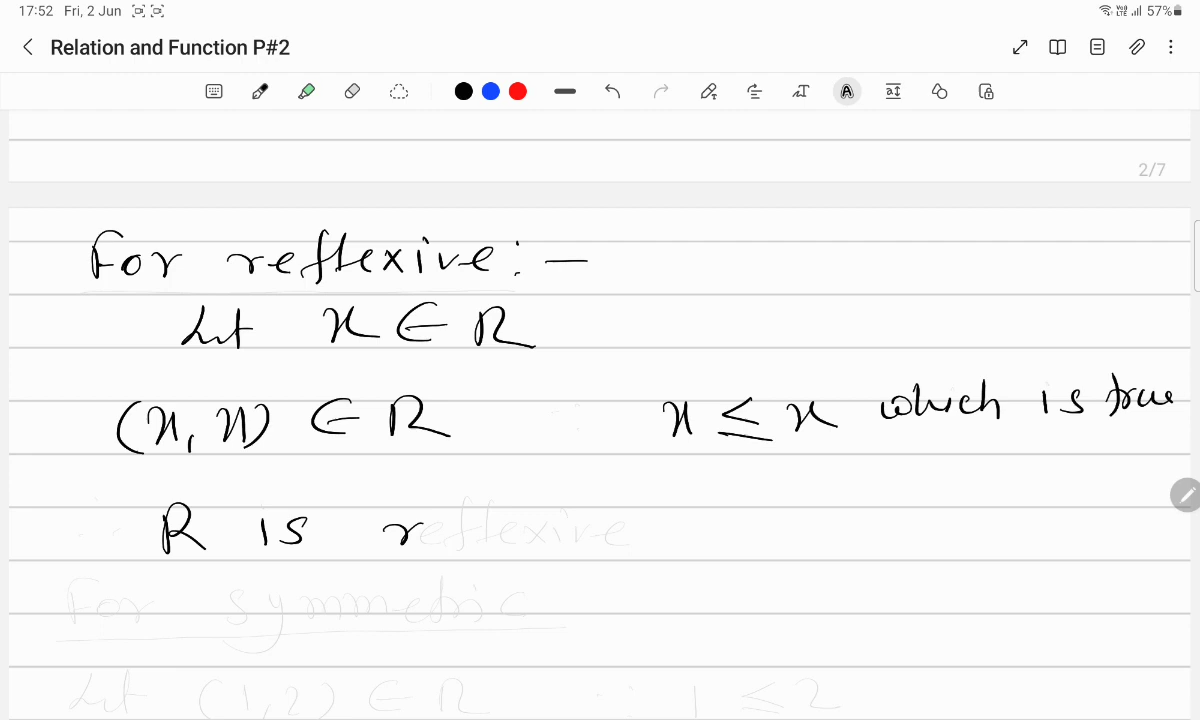 17:52 Fri, 2 Jun 57%
Relation and Function P#2
2/7
For reflexive:—
Let x ∈ R
(x, x) ∈ R ∵ x ≤ x which is true
∴ R is reflexive
For symmetric
Let (1,2) ∈ R ∵ 1 ≤ 2